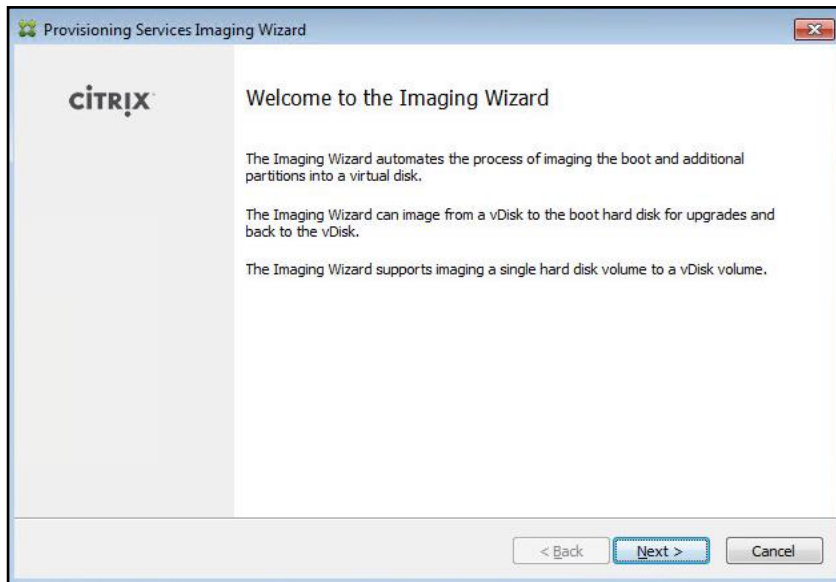 Provisioning Services Imaging Wizard
CİTRIX
Welcome to the Imaging Wizard
The Imaging Wizard automates the process of imaging the boot and additional
partitions into a virtual disk.
The Imaging Wizard can image from a vDisk to the boot hard disk for upgrades and
back to the vDisk.
The Imaging Wizard supports imaging a single hard disk volume to a vDisk volume.
< Back
Next >
Cancel